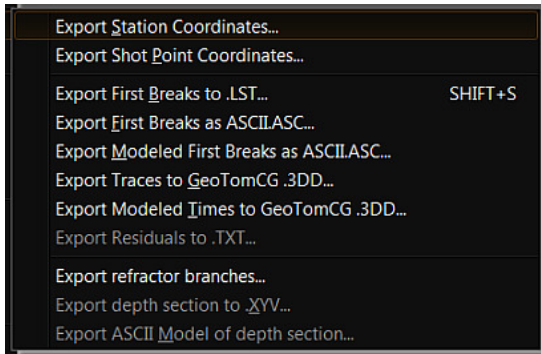 Export Station Coordinates...
Export Shot Point Coordinates...
Export First Breaks to .LST... SHIFT+S
Export First Breaks as ASCII.ASC...
Export Modeled First Breaks as ASCII.ASC...
Export Traces to GeoTomCG .3DD...
Export Modeled Times to GeoTomCG .3DD...
Export Residuals to .TXT...
Export refractor branches...
Export depth section to .XYV...
Export ASCII Model of depth section...